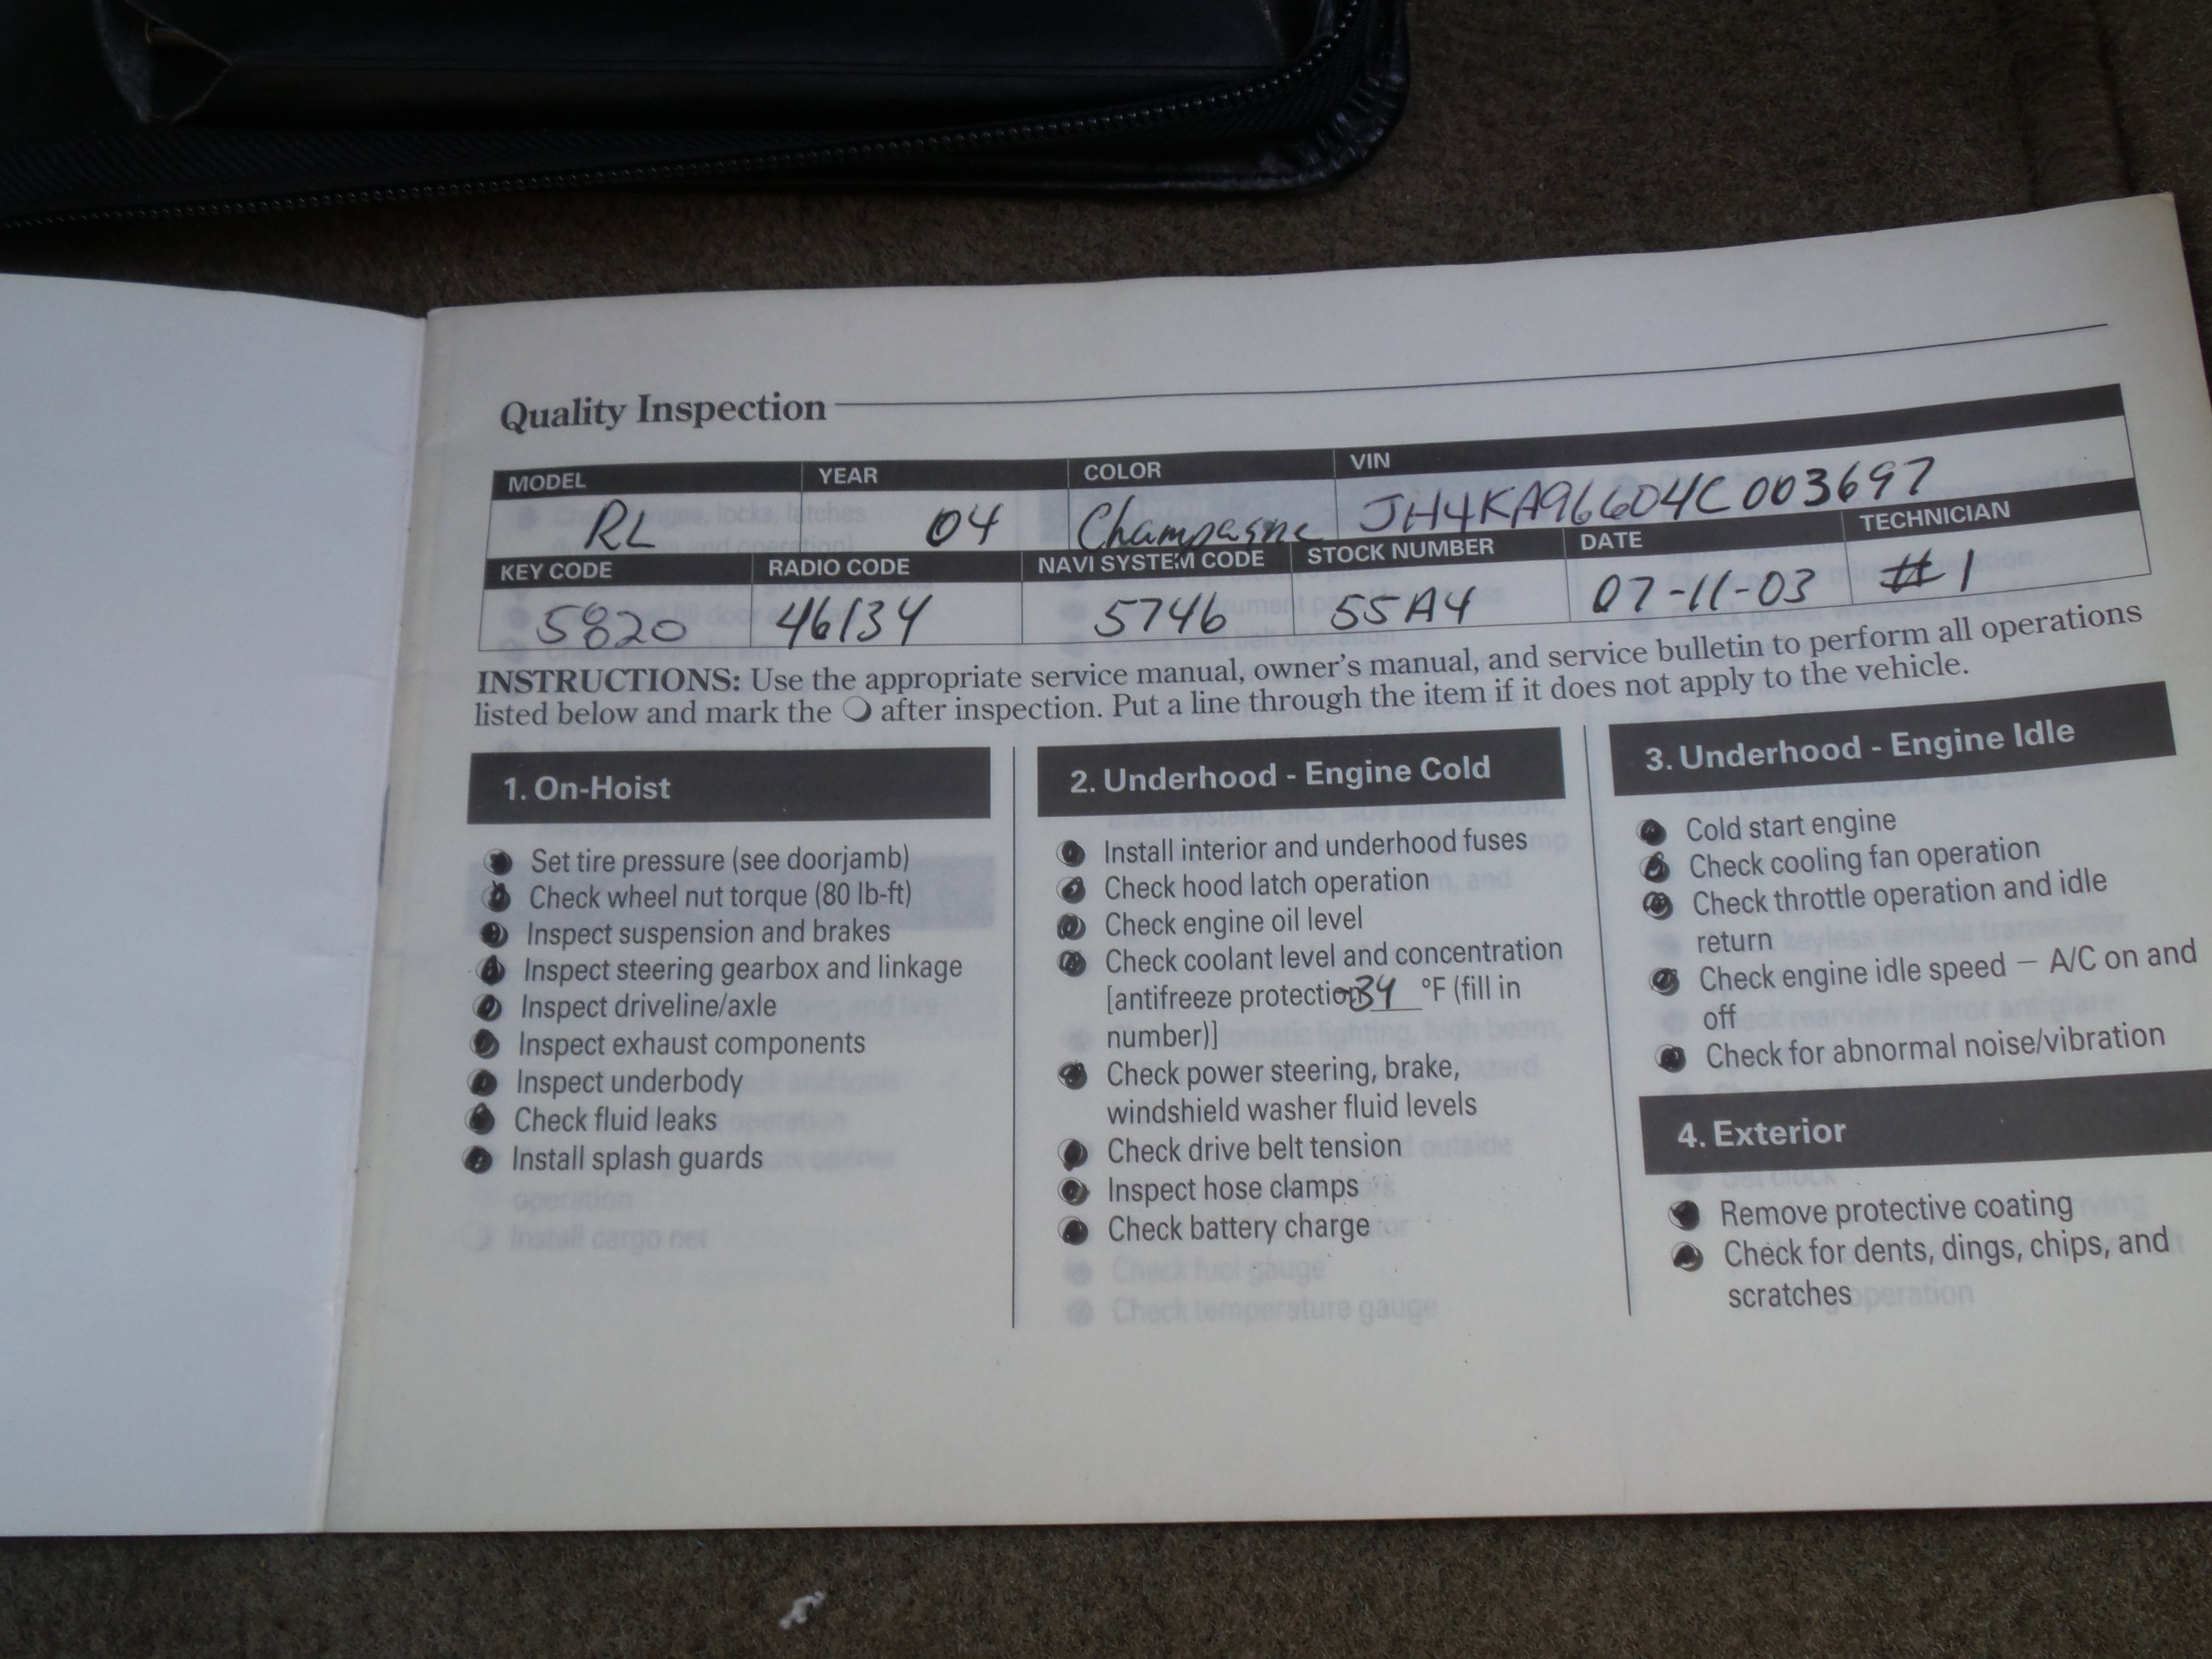 Quality Inspection
MODEL YEAR COLOR VIN
RL 04 Champagne JH4KA96604C003697
KEY CODE RADIO CODE NAVI SYSTEM CODE STOCK NUMBER DATE TECHNICIAN
5820 46134 5746 55A4 07-11-03 #1
INSTRUCTIONS: Use the appropriate service manual, owner's manual, and service bulletin to perform all operations
listed below and mark the ❍ after inspection. Put a line through the item if it does not apply to the vehicle.
1. On-Hoist
Set tire pressure (see doorjamb)
Check wheel nut torque (80 lb-ft)
Inspect suspension and brakes
Inspect steering gearbox and linkage
Inspect driveline/axle
Inspect exhaust components
Inspect underbody
Check fluid leaks
Install splash guards
2. Underhood - Engine Cold
Install interior and underhood fuses
Check hood latch operation
Check engine oil level
Check coolant level and concentration
[antifreeze protection -34 °F (fill in
number)]
Check power steering, brake,
windshield washer fluid levels
Check drive belt tension
Inspect hose clamps
Check battery charge
3. Underhood - Engine Idle
Cold start engine
Check cooling fan operation
Check throttle operation and idle
return
Check engine idle speed — A/C on and
off
Check for abnormal noise/vibration
4. Exterior
Remove protective coating
Check for dents, dings, chips, and
scratches